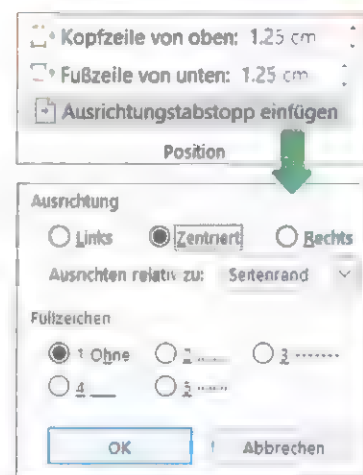 Kopfzeile von oben: 1.25 cm
Fußzeile von unten: 1.25 cm
Ausrichtungstabstopp einfügen
Position
Ausrichtung
Links Zentriert Rechts
Ausrichten relativ zu: Seitenrand
Füllzeichen
1 Ohne 2 ...... 3 -------
4 __ 5 ......
OK Abbrechen